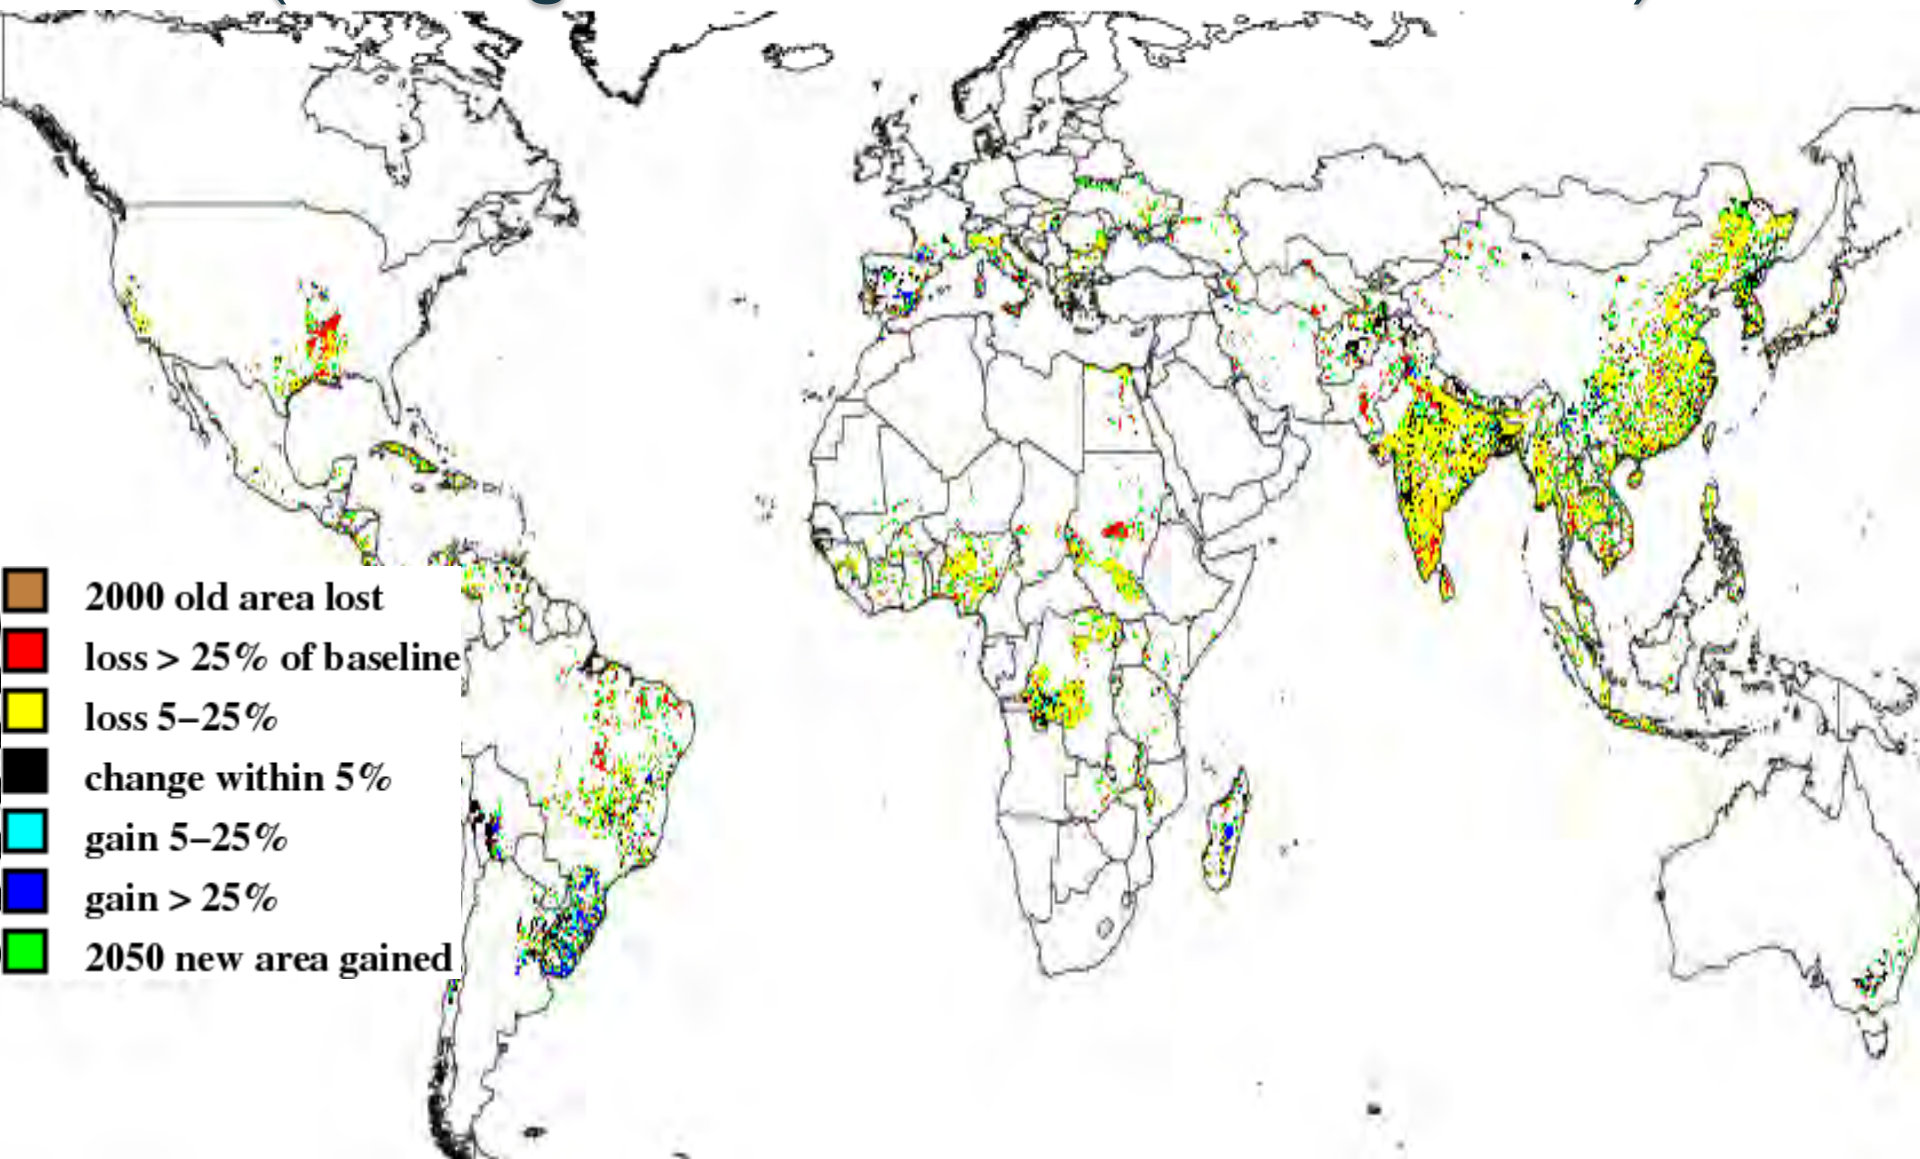 2000 old area lost
loss > 25% of baseline
loss 5–25%
change within 5%
gain 5–25%
gain > 25%
2050 new area gained